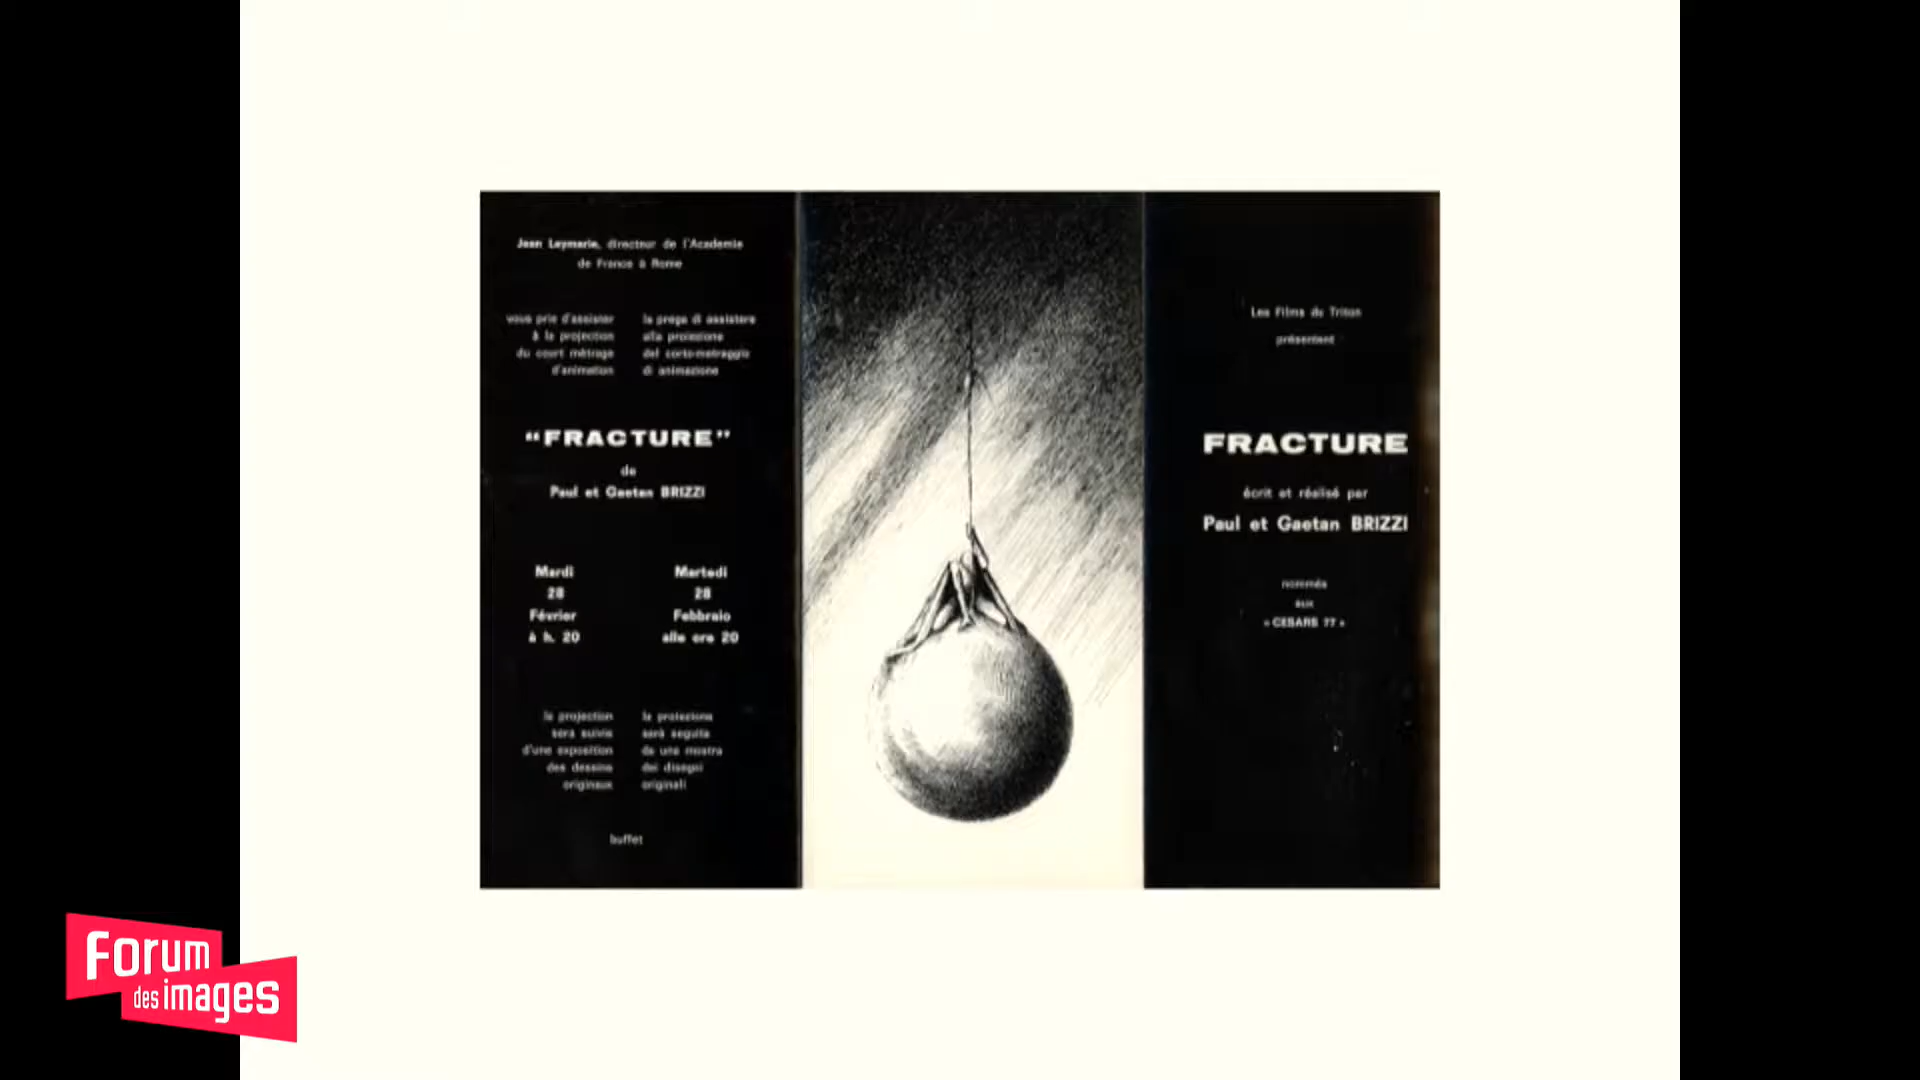 Jean Leymarie, directeur de l'Academie
de France à Rome
vous prie d'assister
à la projection
du court métrage
d'animation
la prega di assistere
alla proiezione
del corto-metraggio
di animazione
"FRACTURE"
de
Paul et Gaetan BRIZZI
Mardi
28
Février
à h. 20
Martedi
28
Febbraio
alle ore 20
la projection
sera suivie
d'une exposition
des dessins
originaux
la proiezione
sarà seguita
da una mostra
dei disegni
originali
buffet
Les Films du Triton
présentent
FRACTURE
écrit et réalisé par
Paul et Gaetan BRIZZI
nommés
aux
« CESARS 77 »
Forum
des images